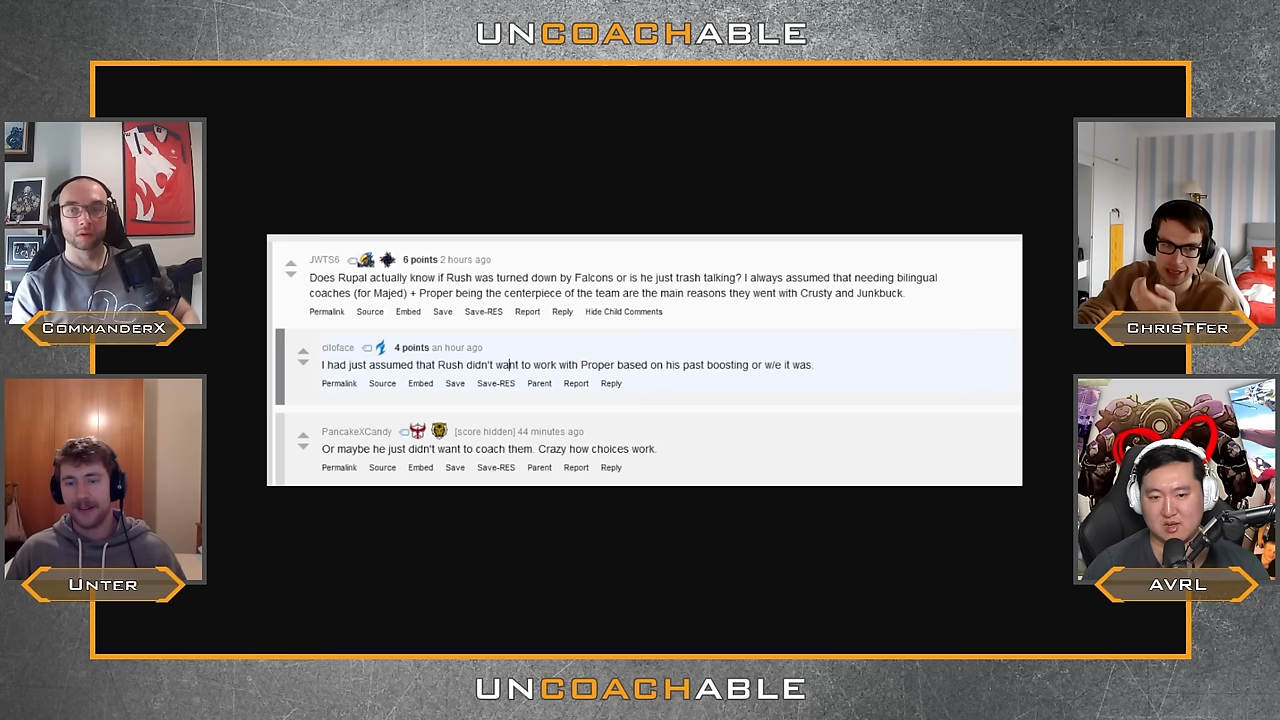 UNCOACHABLE
COMMANDERX
CHRISTFER
JWTS6 6 points 2 hours ago
Does Rupal actually know if Rush was turned down by Falcons or is he just trash talking? I always assumed that needing bilingual
coaches (for Majed) + Proper being the centerpiece of the team are the main reasons they went with Crusty and Junkbuck.
Permalink Source Embed Save Save-RES Report Reply Hide Child Comments
ciloface 4 points an hour ago
I had just assumed that Rush didn't want to work with Proper based on his past boosting or w/e it was.
Permalink Source Embed Save Save-RES Parent Report Reply
PancakeXCandy [score hidden] 44 minutes ago
Or maybe he just didn't want to coach them. Crazy how choices work.
Permalink Source Embed Save Save-RES Parent Report Reply
UNTER
AVRL
UNCOACHABLE